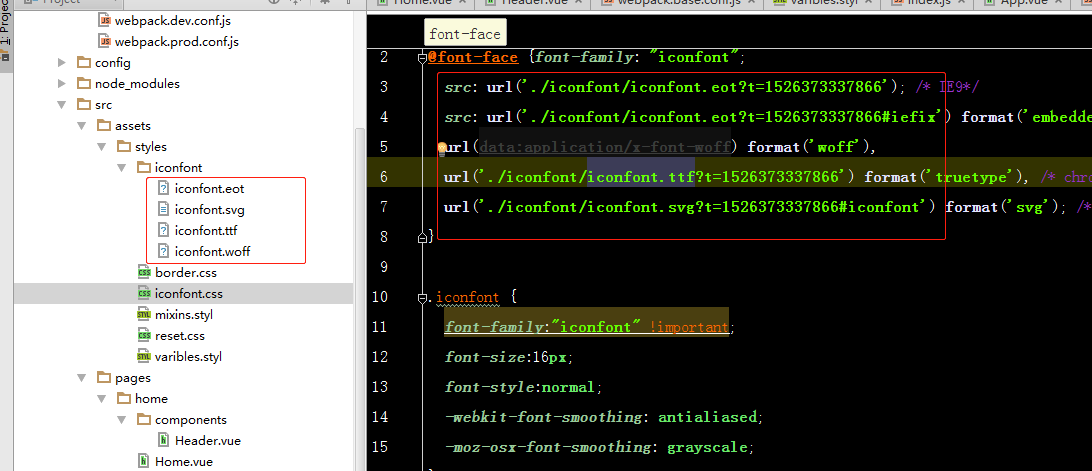 Project
1: Project
webpack.dev.conf.js
webpack.prod.conf.js
config
node_modules
src
assets
styles
iconfont
iconfont.eot
iconfont.svg
iconfont.ttf
iconfont.woff
border.css
iconfont.css
mixins.styl
reset.css
varibles.styl
pages
home
components
Header.vue
Home.vue
Home.vue
Header.vue
webpack.base.conf.js
varibles.styl
index.js
App.vue
font-face
2 @font-face {font-family: "iconfont";
3 src: url('./iconfont/iconfont.eot?t=1526373337866'); /* IE9*/
4 src: url('./iconfont/iconfont.eot?t=1526373337866#iefix') format('embedde
5 url(data:application/x-font-woff) format('woff'),
6 url('./iconfont/iconfont.ttf?t=1526373337866') format('truetype'), /* chro
7 url('./iconfont/iconfont.svg?t=1526373337866#iconfont') format('svg'); /*
8 }
9
10 .iconfont {
11 font-family:"iconfont" !important;
12 font-size:16px;
13 font-style:normal;
14 -webkit-font-smoothing: antialiased;
15 -moz-osx-font-smoothing: grayscale;